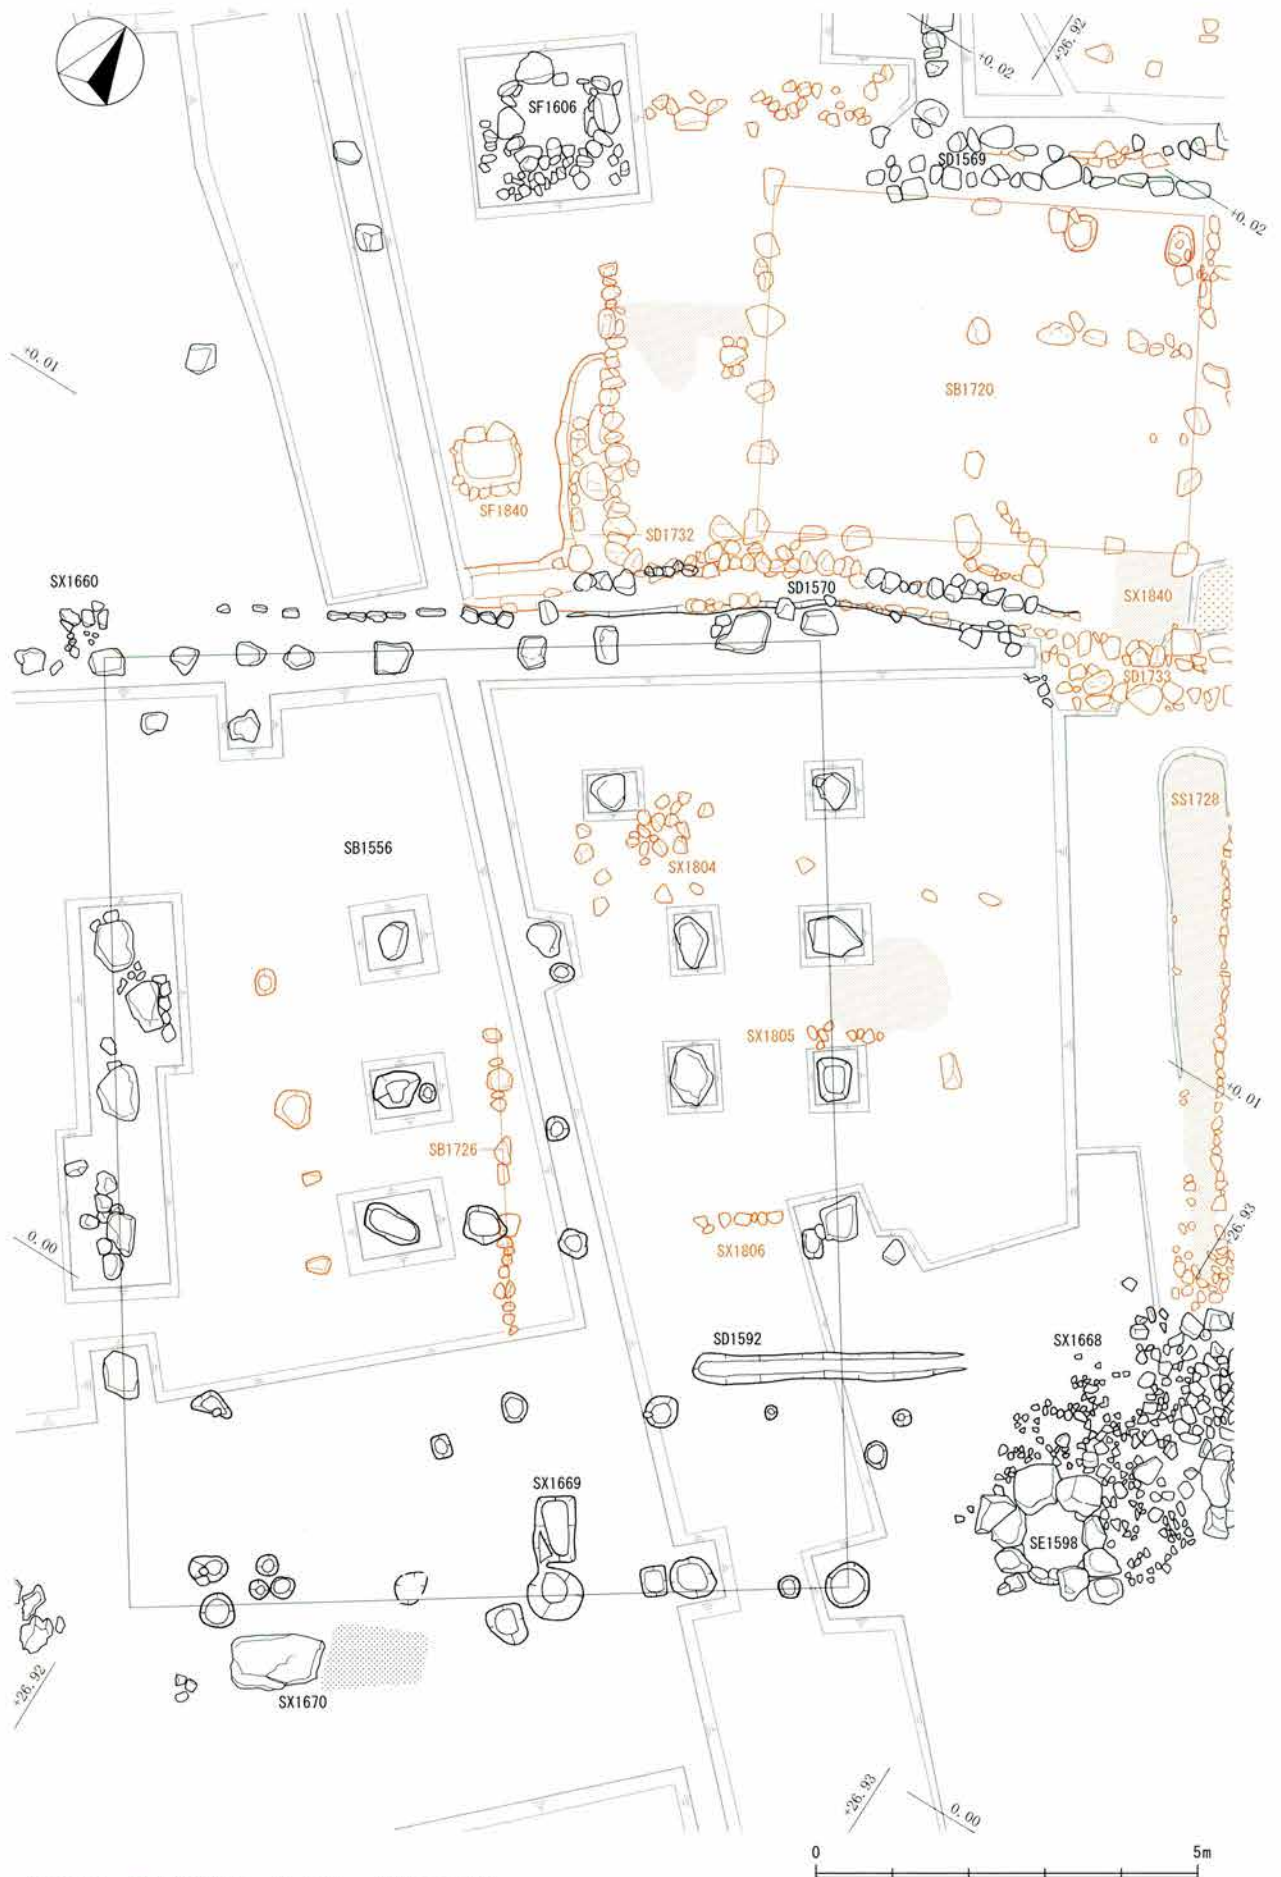 SF1606
+0.02
+26.92
SD1569
+0.02
+0.01
SB1720
SF1840
SD1732
SX1660
SD1570
SX1840
SD1733
SS1728
SB1556
SX1804
SX1805
+0.01
SB1726
0.00
SX1806
+26.93
SD1592
SX1668
SX1669
SE1598
+26.92
SX1670
+26.93
0.00
0
5m